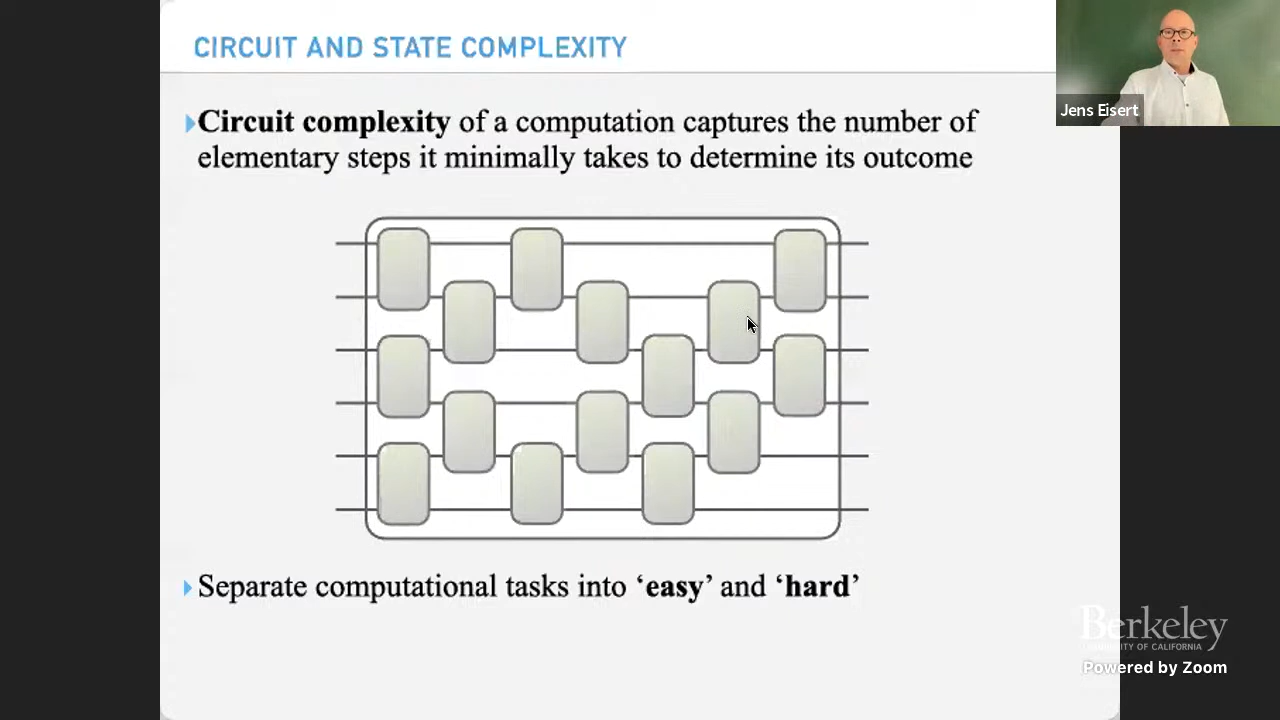 CIRCUIT AND STATE COMPLEXITY
Jens Eisert
Circuit complexity of a computation captures the number of
elementary steps it minimally takes to determine its outcome
Separate computational tasks into ‘easy’ and ‘hard’
Berkeley
UNIVERSITY OF CALIFORNIA
Powered by Zoom